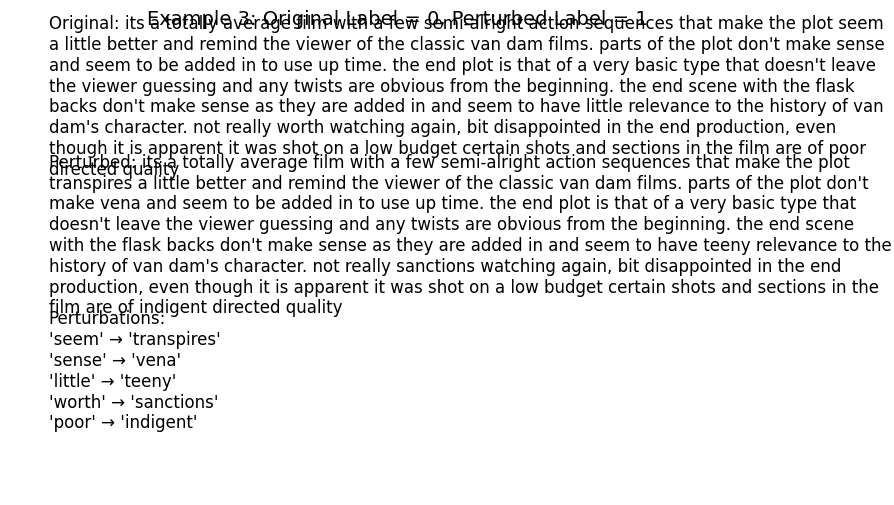 Example 3: Original Label = 0, Perturbed Label = 1
Original: its a totally average film with a few semi-alright action sequences that make the plot seem
a little better and remind the viewer of the classic van dam films. parts of the plot don't make sense
and seem to be added in to use up time. the end plot is that of a very basic type that doesn't leave
the viewer guessing and any twists are obvious from the beginning. the end scene with the flask
backs don't make sense as they are added in and seem to have little relevance to the history of van
dam's character. not really worth watching again, bit disappointed in the end production, even
though it is apparent it was shot on a low budget certain shots and sections in the film are of poor
directed quality
Perturbed: its a totally average film with a few semi-alright action sequences that make the plot
transpires a little better and remind the viewer of the classic van dam films. parts of the plot don't
make vena and seem to be added in to use up time. the end plot is that of a very basic type that
doesn't leave the viewer guessing and any twists are obvious from the beginning. the end scene
with the flask backs don't make sense as they are added in and seem to have teeny relevance to the
history of van dam's character. not really sanctions watching again, bit disappointed in the end
production, even though it is apparent it was shot on a low budget certain shots and sections in the
film are of indigent directed quality
Perturbations:
'seem' → 'transpires'
'sense' → 'vena'
'little' → 'teeny'
'worth' → 'sanctions'
'poor' → 'indigent'